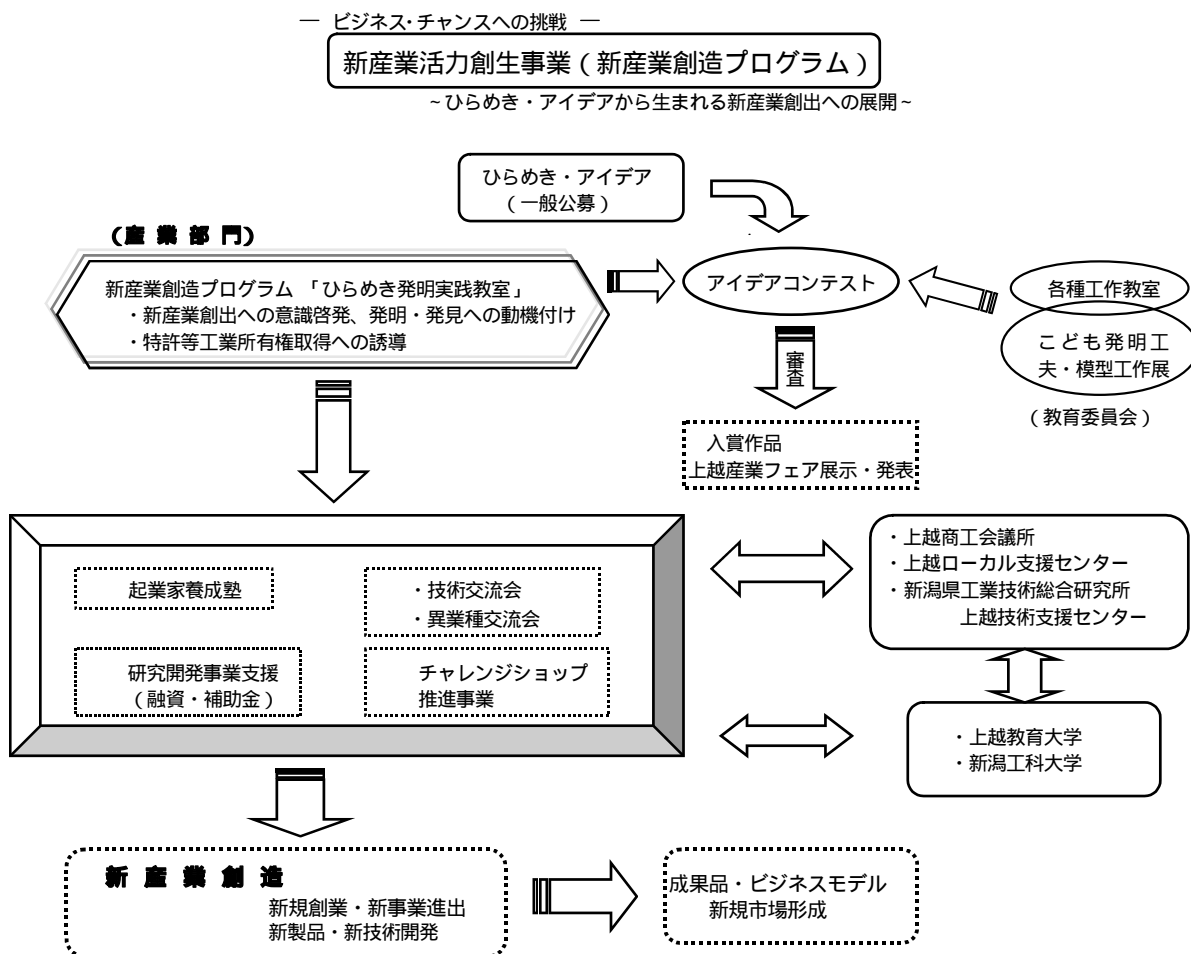 ― ビジネス・チャンスへの挑戦 ―
新産業活力創生事業(新産業創造プログラム)
~ひらめき・アイデアから生まれる新産業創出への展開~
ひらめき・アイデア
(一般公募)
(産 業 部 門)
新産業創造プログラム 「ひらめき発明実践教室」
・新産業創出への意識啓発、発明・発見への動機付け
・特許等工業所有権取得への誘導
アイデアコンテスト
各種工作教室
こども発明工
夫・模型工作展
(教育委員会)
審査
入賞作品
上越産業フェア展示・発表
起業家養成塾
・技術交流会
・異業種交流会
研究開発事業支援
(融資・補助金)
チャレンジショップ
推進事業
・上越商工会議所
・上越ローカル支援センター
・新潟県工業技術総合研究所
上越技術支援センター
・上越教育大学
・新潟工科大学
新 産 業 創 造
新規創業・新事業進出
新製品・新技術開発
成果品・ビジネスモデル
新規市場形成